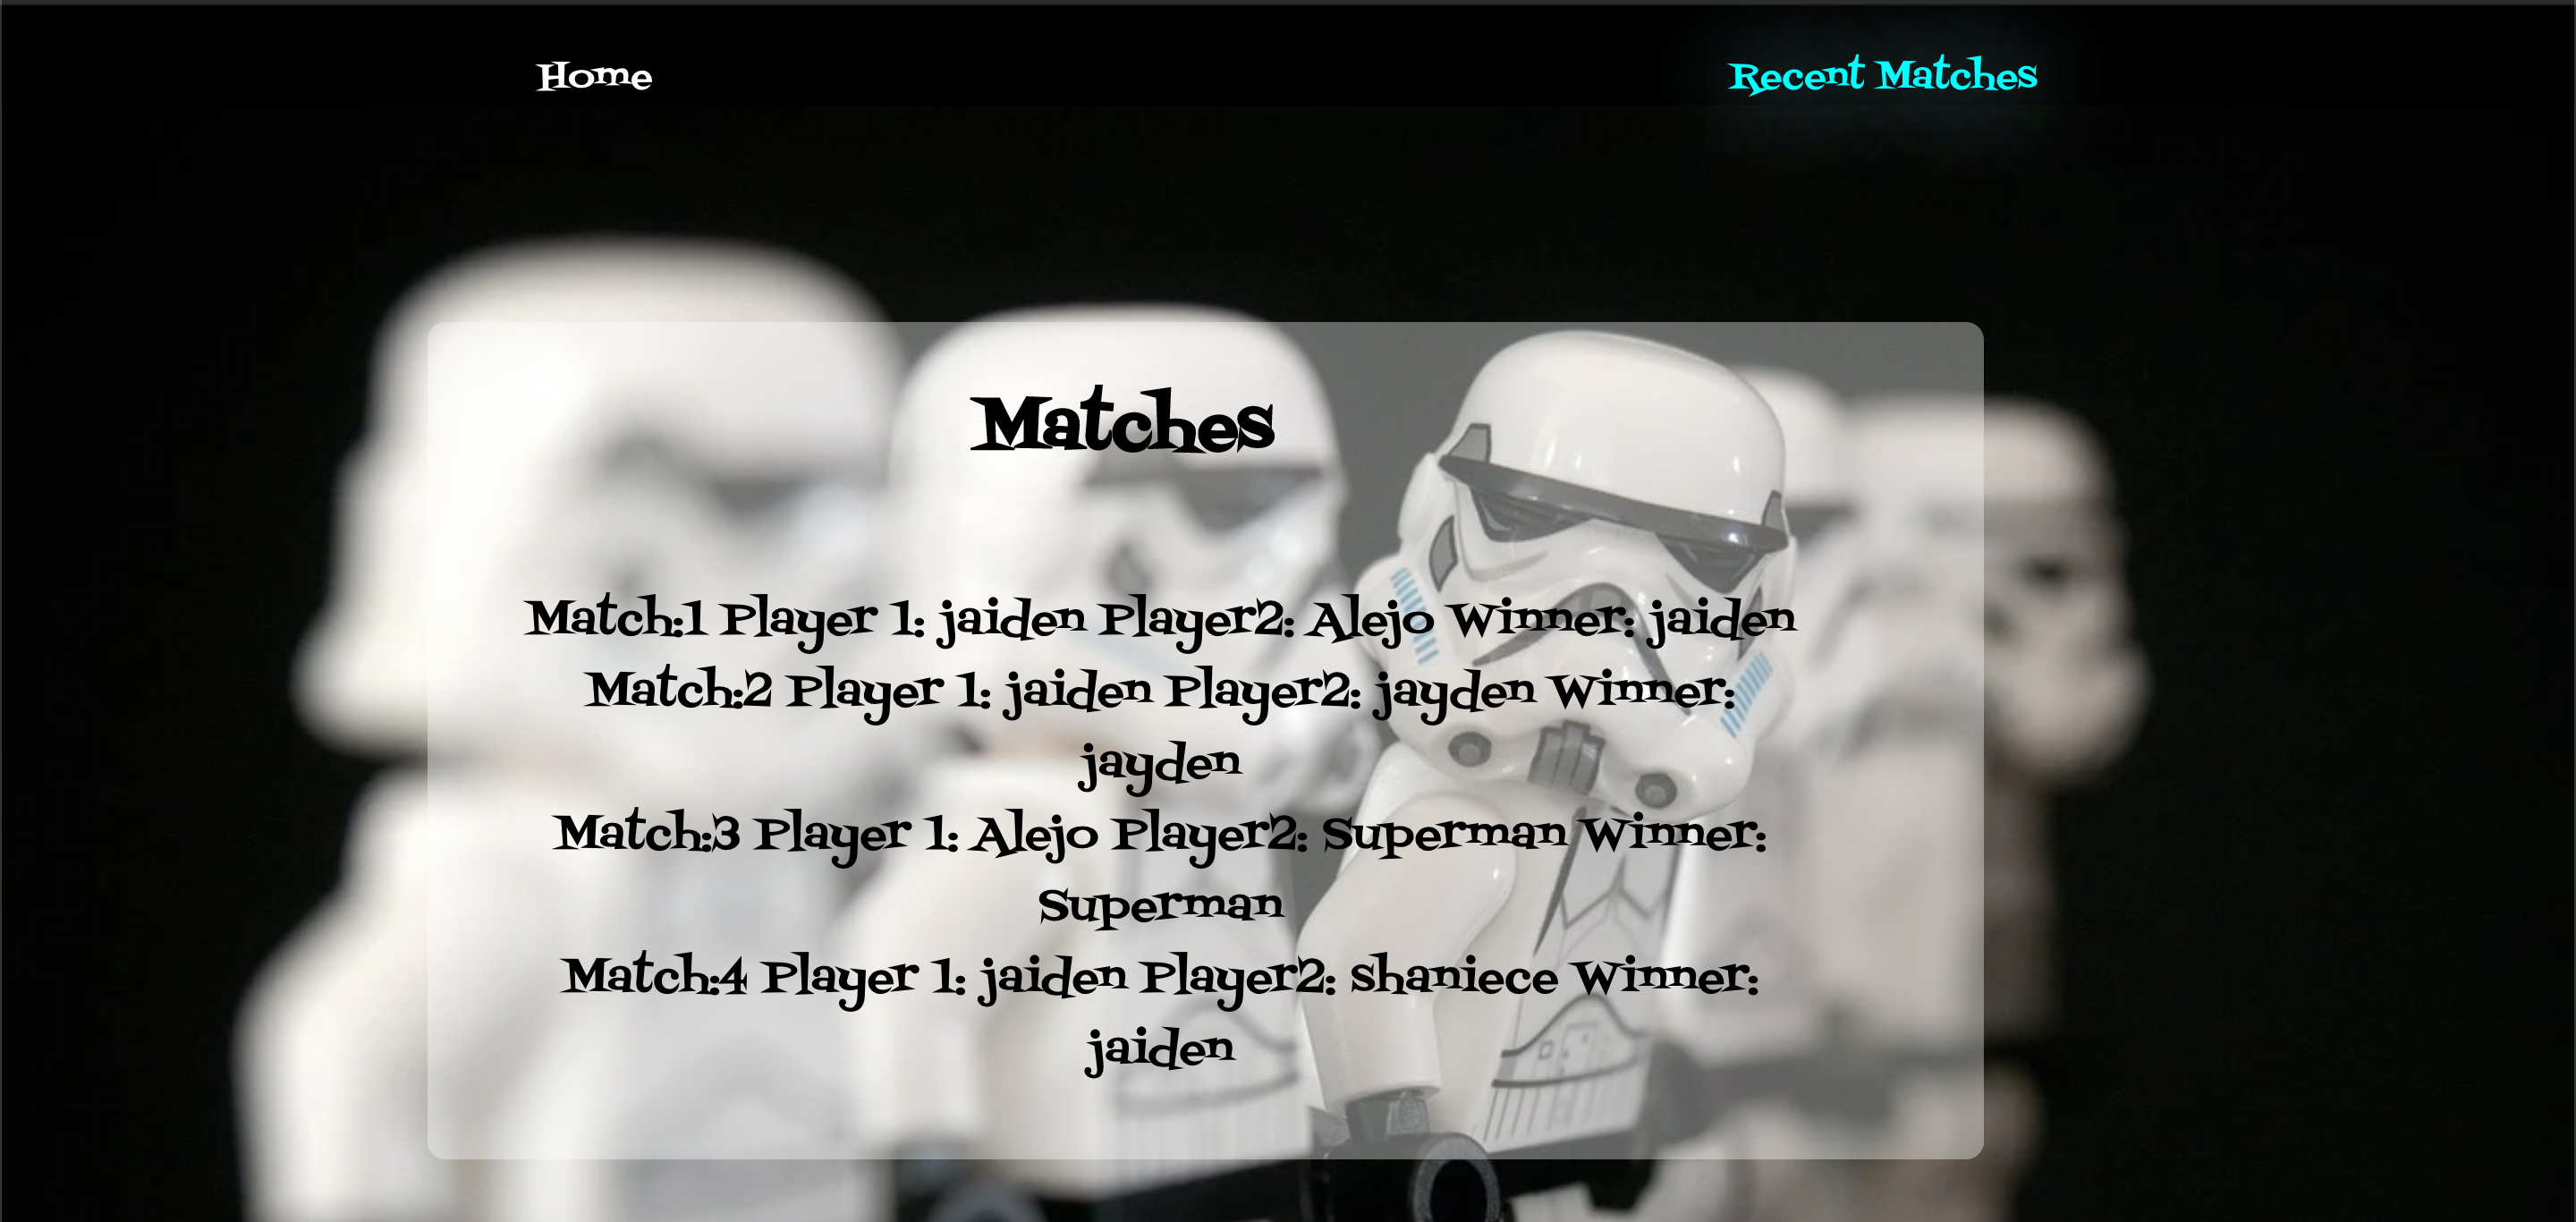 Home
Recent Matches
Matches
Match:1 Player 1: jaiden Player2: Alejo Winner: jaiden
Match:2 Player 1: jaiden Player2: jayden Winner:
jayden
Match:3 Player 1: Alejo Player2: Superman Winner:
Superman
Match:4 Player 1: jaiden Player2: shaniece Winner:
jaiden